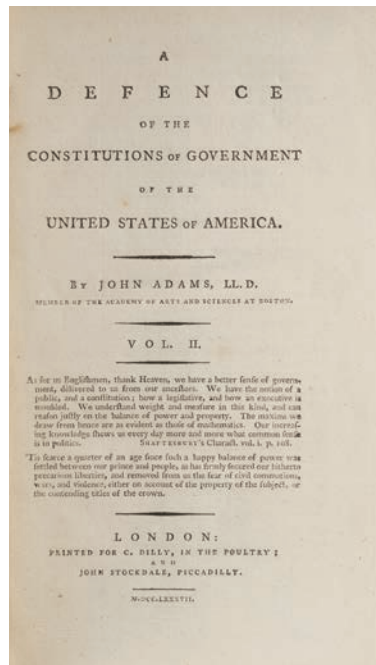 A
DEFENCE
OF THE
CONSTITUTIONS OF GOVERNMENT
OF THE
UNITED STATES OF AMERICA.
By JOHN ADAMS, LL.D.
MEMBER OF THE ACADEMY OF ARTS AND SCIENCES AT BOSTON.
VOL. II.
As for us Engliſhmen, thank Heaven, we have a better ſenſe of govern-
ment, delivered to us from our anceſtors. We have the notion of a
public, and a conſtitution; how a legiſlative, and how an executive is
moulded. We underſtand weight and meaſure in this kind, and can
reaſon juſtly on the balance of power and property. The maxims we
draw from hence are as evident as thoſe of mathematics. Our increaſ-
ing knowledge ſhews us every day more and more what common ſenſe
is in politics. SHAFTESBURY'S Charact. vol. i. p. 108.
'Tis ſcarce a quarter of an age ſince ſuch a happy balance of power was
ſettled between our prince and people, as has firmly ſecured our hitherto
precarious liberties, and removed from us the fear of civil commotions,
wars, and violence, either on account of the property of the ſubject, or
the contending titles of the crown.
LONDON:
PRINTED FOR C. DILLY, IN THE POULTRY;
AND
JOHN STOCKDALE, PICCADILLY.
M·DCC·LXXXVII.